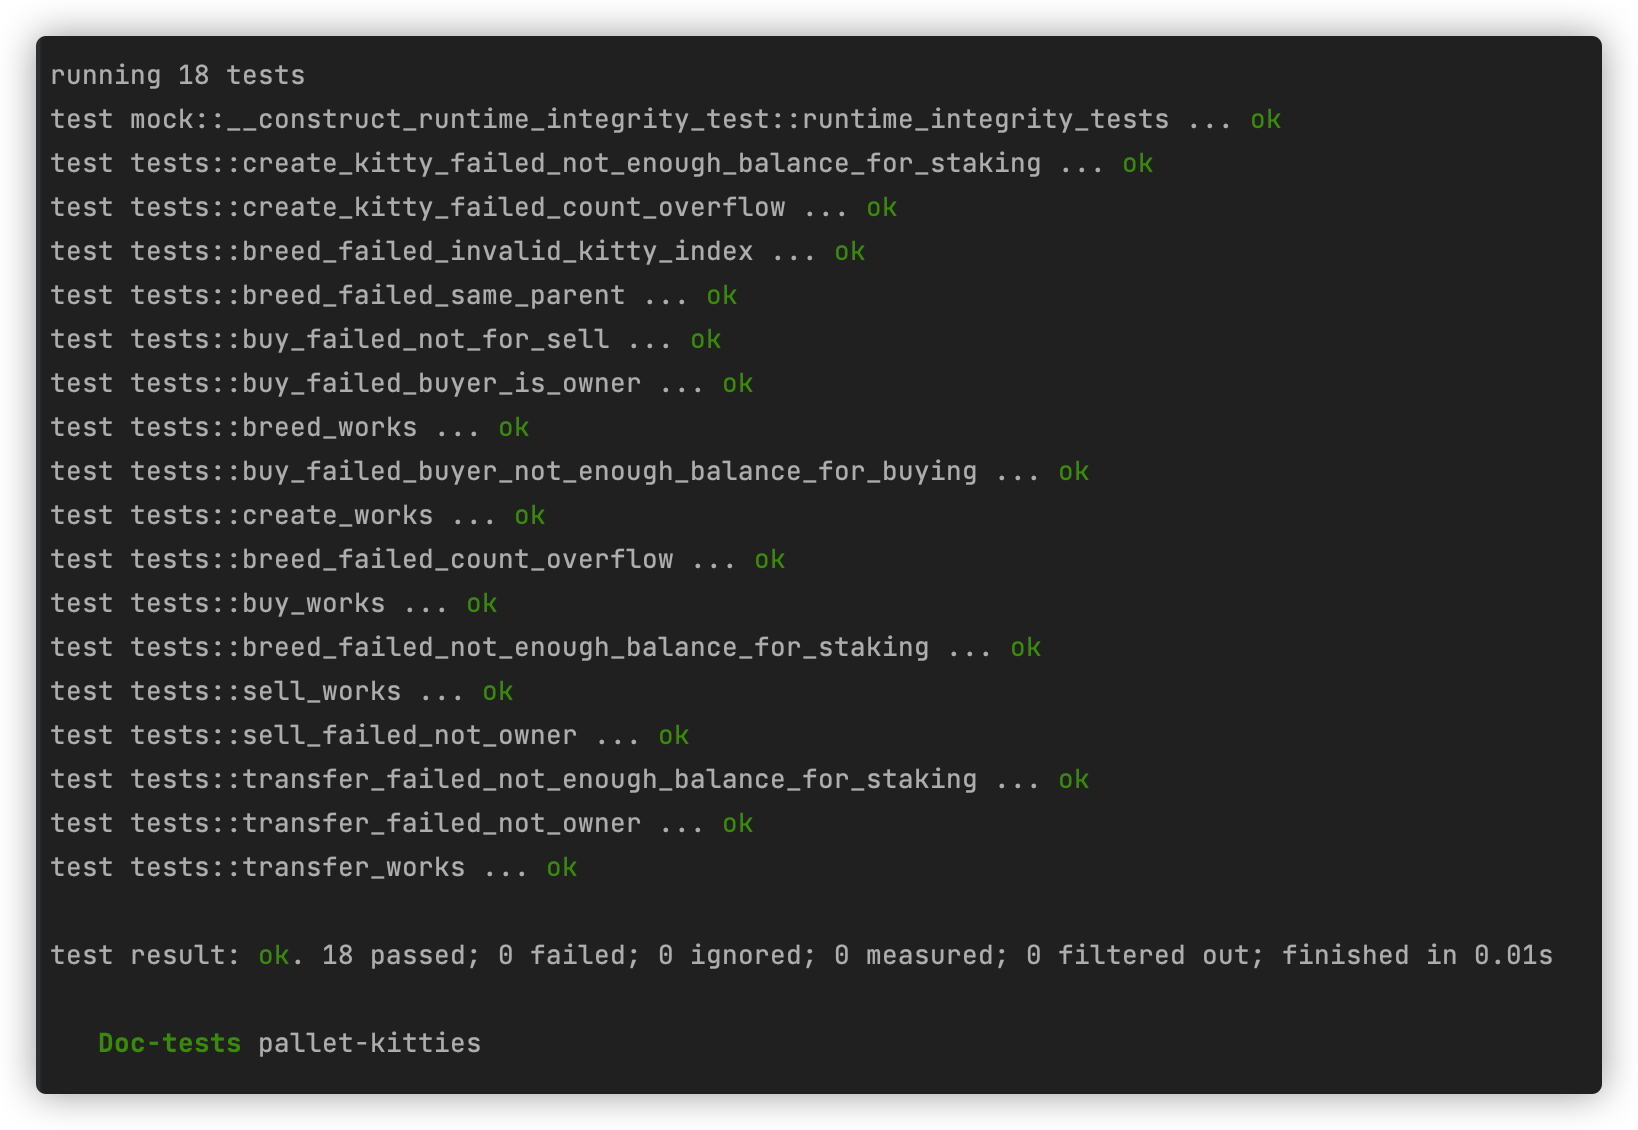 running 18 tests
test mock::__construct_runtime_integrity_test::runtime_integrity_tests ... ok
test tests::create_kitty_failed_not_enough_balance_for_staking ... ok
test tests::create_kitty_failed_count_overflow ... ok
test tests::breed_failed_invalid_kitty_index ... ok
test tests::breed_failed_same_parent ... ok
test tests::buy_failed_not_for_sell ... ok
test tests::buy_failed_buyer_is_owner ... ok
test tests::breed_works ... ok
test tests::buy_failed_buyer_not_enough_balance_for_buying ... ok
test tests::create_works ... ok
test tests::breed_failed_count_overflow ... ok
test tests::buy_works ... ok
test tests::breed_failed_not_enough_balance_for_staking ... ok
test tests::sell_works ... ok
test tests::sell_failed_not_owner ... ok
test tests::transfer_failed_not_enough_balance_for_staking ... ok
test tests::transfer_failed_not_owner ... ok
test tests::transfer_works ... ok
test result: ok. 18 passed; 0 failed; 0 ignored; 0 measured; 0 filtered out; finished in 0.01s
Doc-tests pallet-kitties